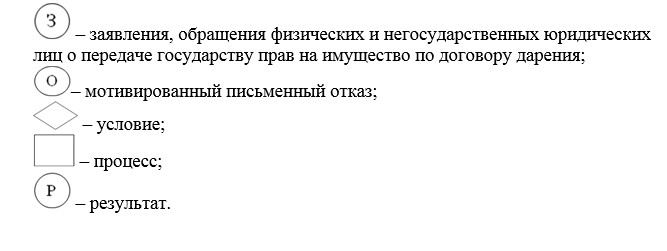 З – заявления, обращения физических и негосударственных юридических
лиц о передаче государству прав на имущество по договору дарения;
О – мотивированный письменный отказ;
– условие;
– процесс;
Р – результат.